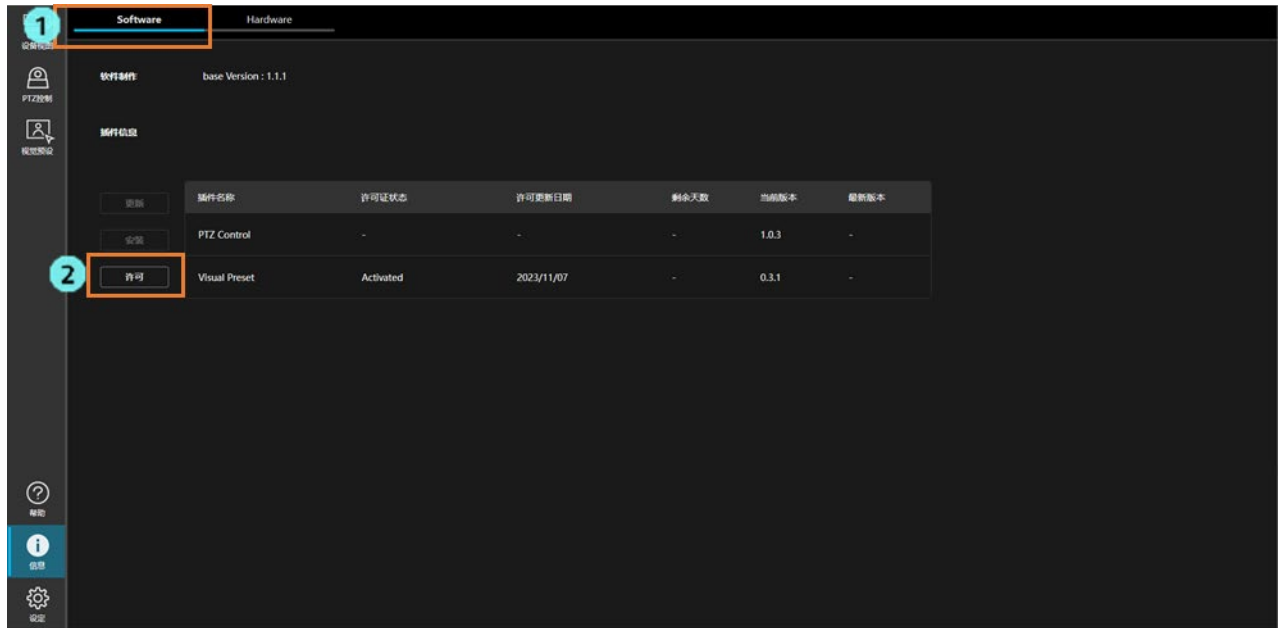 1
Software Hardware
PTZ控制
软件制作 base Version : 1.1.1
视觉预设
插件信息
更新 插件名称 许可证状态 许可更新日期 剩余天数 当前版本 最新版本
安装 PTZ Control - - - 1.0.3 -
2
许可 Visual Preset Activated 2023/11/07 - 0.3.1 -
帮助
信息
设定